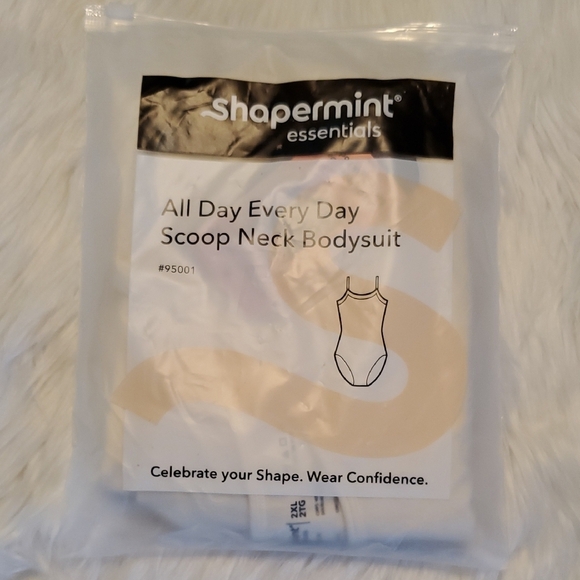 Shapermint®
essentials
All Day Every Day
Scoop Neck Bodysuit
#95001
Celebrate your Shape. Wear Confidence.
2XL
2TG